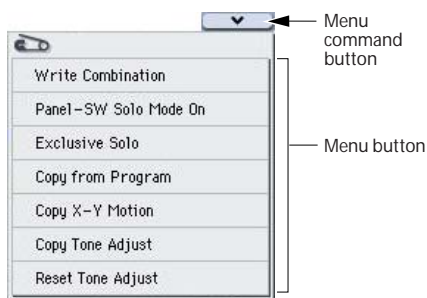 Menu
command
button
Write Combination
Panel-SW Solo Mode On
Exclusive Solo
Copy from Program
Menu button
Copy X-Y Motion
Copy Tone Adjust
Reset Tone Adjust